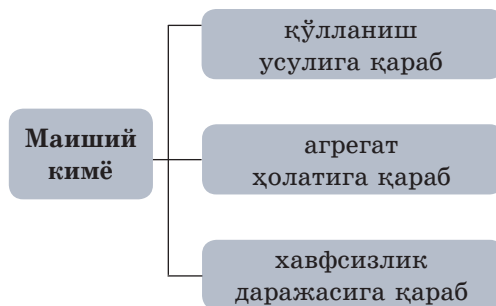 қўлланиш
усулига қараб
Маиший
кимё
агрегат
ҳолатига қараб
хавфсизлик
даражасига қараб